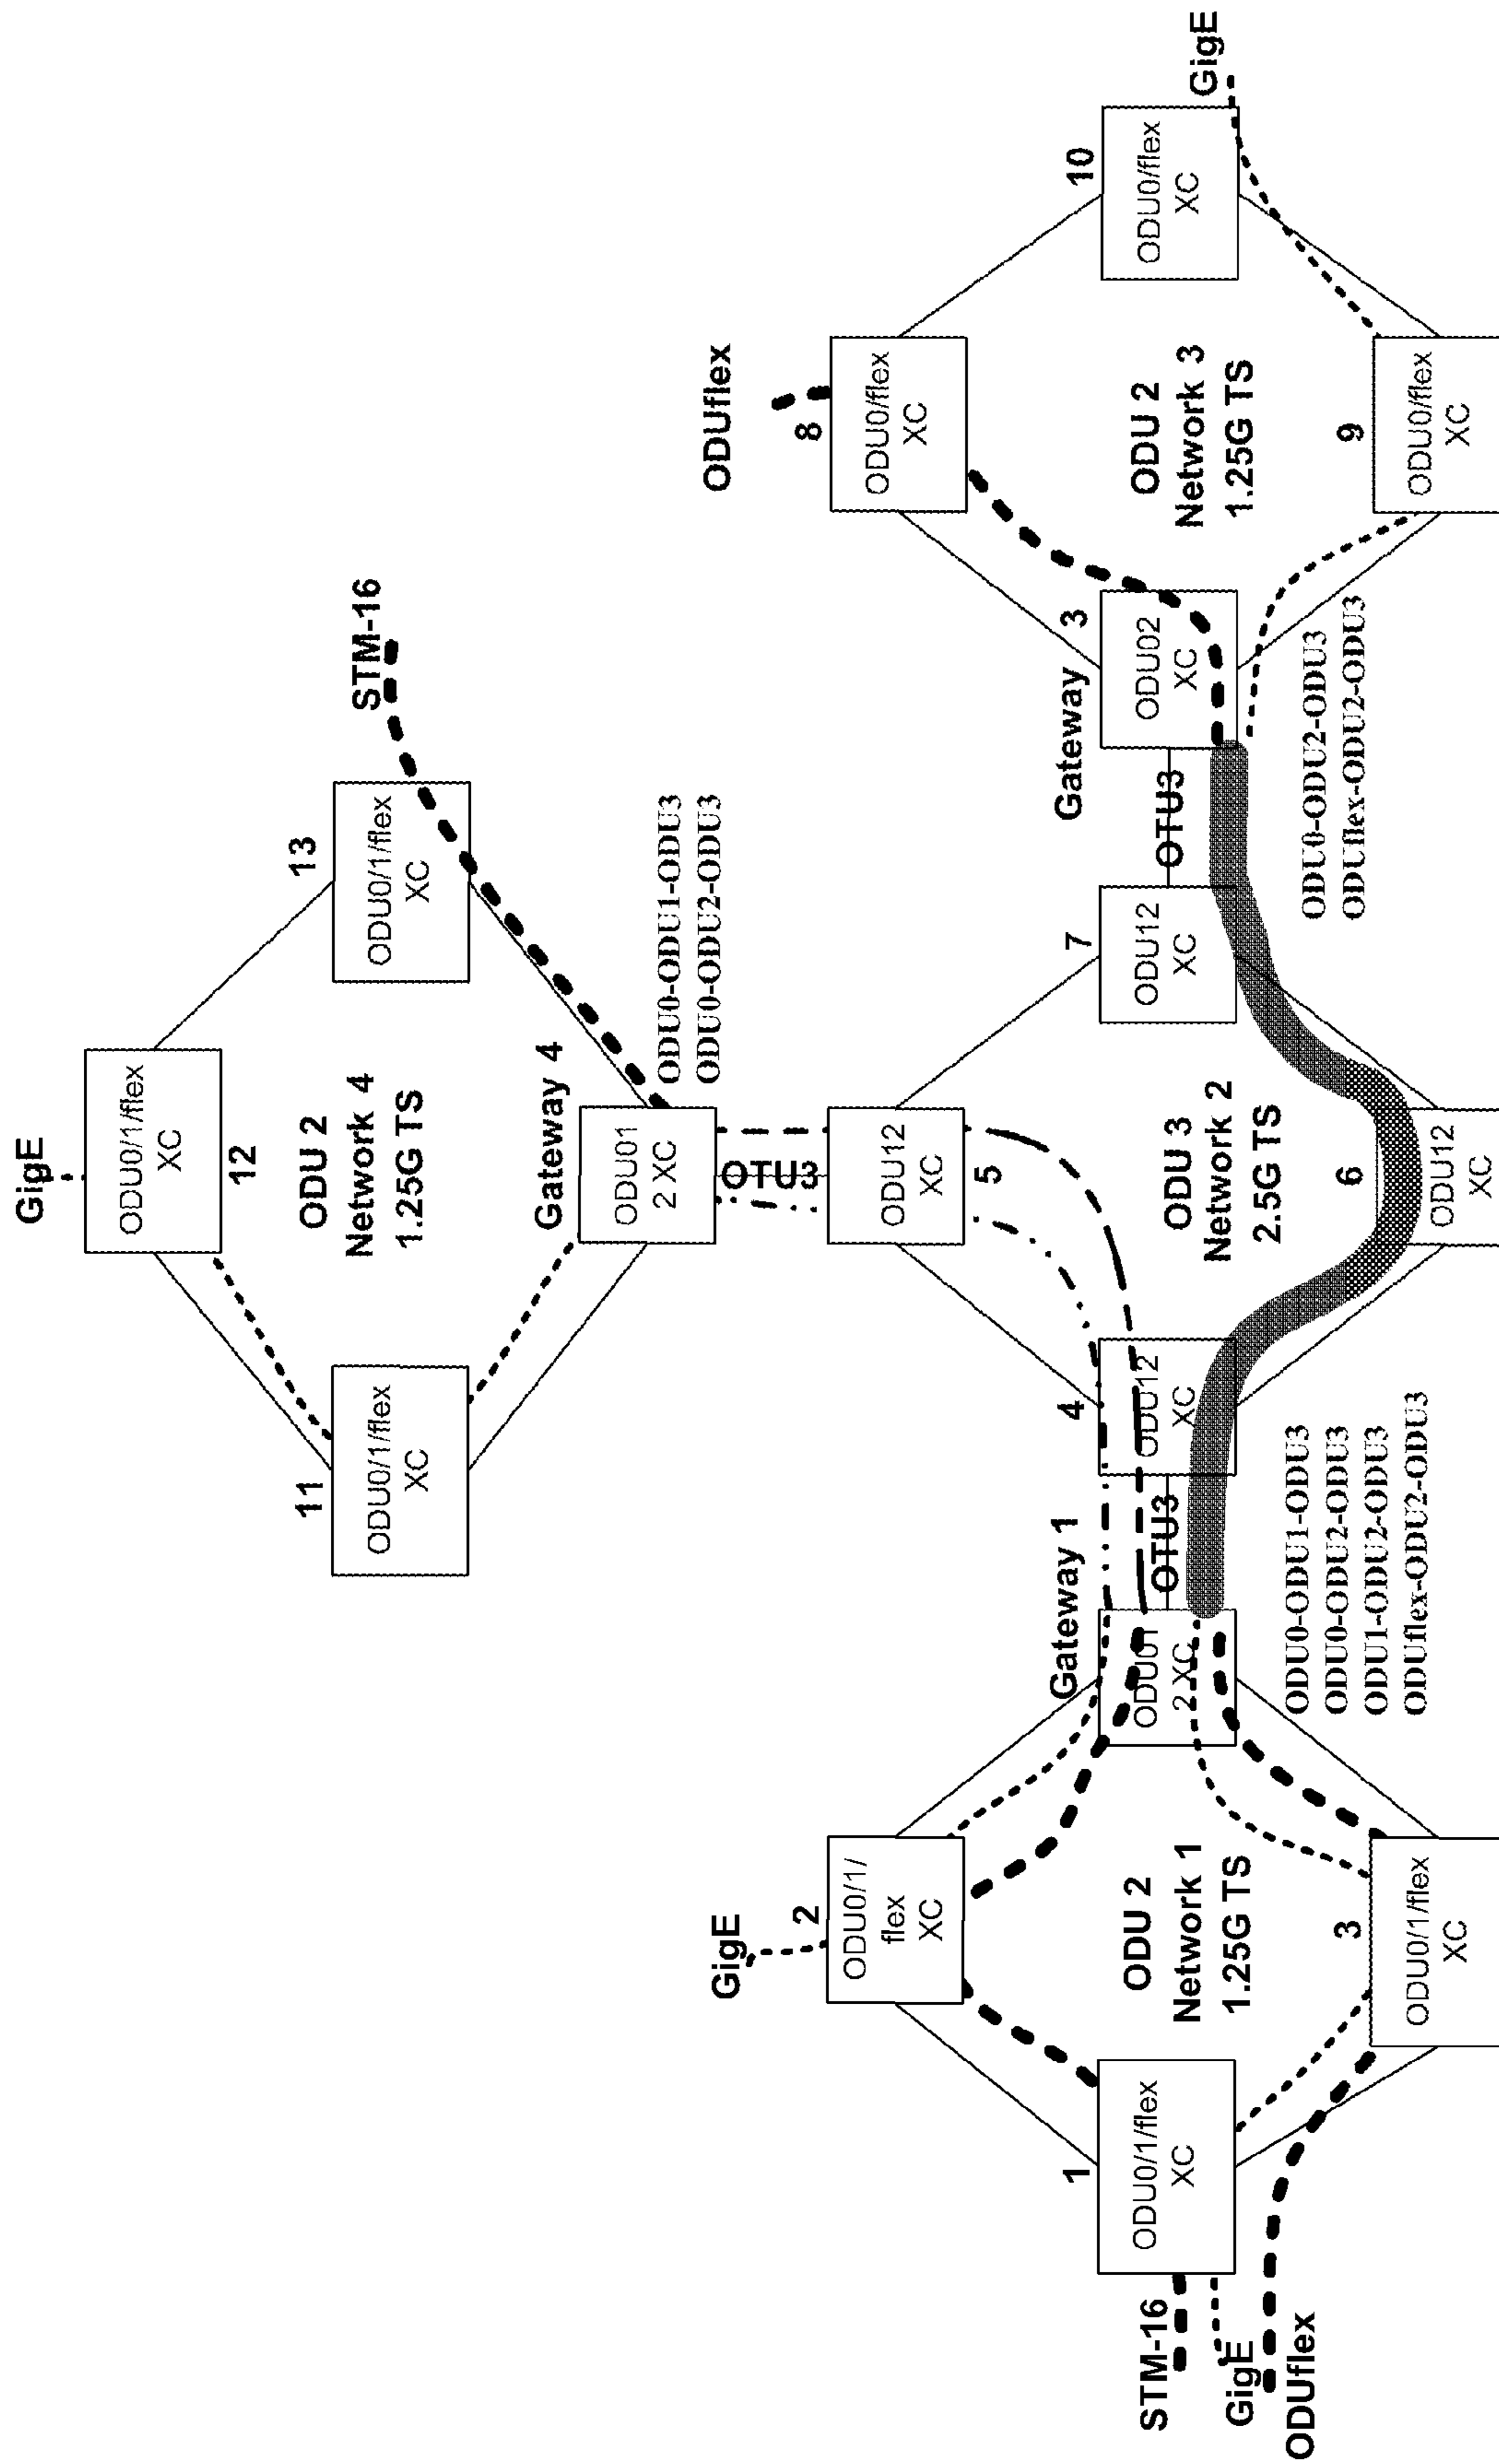 GigE
12
ODU0/1/flex
XC
11
ODU0/1/flex
XC
ODU 2
Network 4
1.25G TS
13
ODU0/1/flex
XC
STM-16
Gateway 4
ODU01
2 XC
ODU0-ODU1-ODU3
ODU0-ODU2-ODU3
OTU3
GigE
2
ODU0/1/
flex
XC
ODU12
XC
5
ODUflex
8
ODU0/flex
XC
STM-16
GigE
ODUflex
1
ODU0/1/flex
XC
ODU 2
Network 1
1.25G TS
Gateway 1
ODU01
2 XC
OTU3
4
ODU12
XC
ODU 3
Network 2
2.5G TS
7
ODU12
XC
OTU3
Gateway 3
ODU02
XC
ODU 2
Network 3
1.25G TS
10
ODU0/flex
XC
GigE
3
ODU0/1/flex
XC
ODU0-ODU1-ODU3
ODU0-ODU2-ODU3
ODU1-ODU2-ODU3
ODUflex-ODU2-ODU3
6
ODU12
XC
ODU0-ODU2-ODU3
ODUflex-ODU2-ODU3
9
ODU0/flex
XC